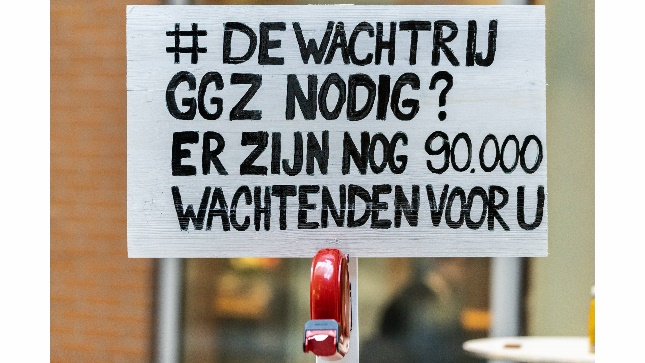 # DE WACHTRIJ
GGZ NODIG?
ER ZIJN NOG 90.000
WACHTENDEN VOOR U